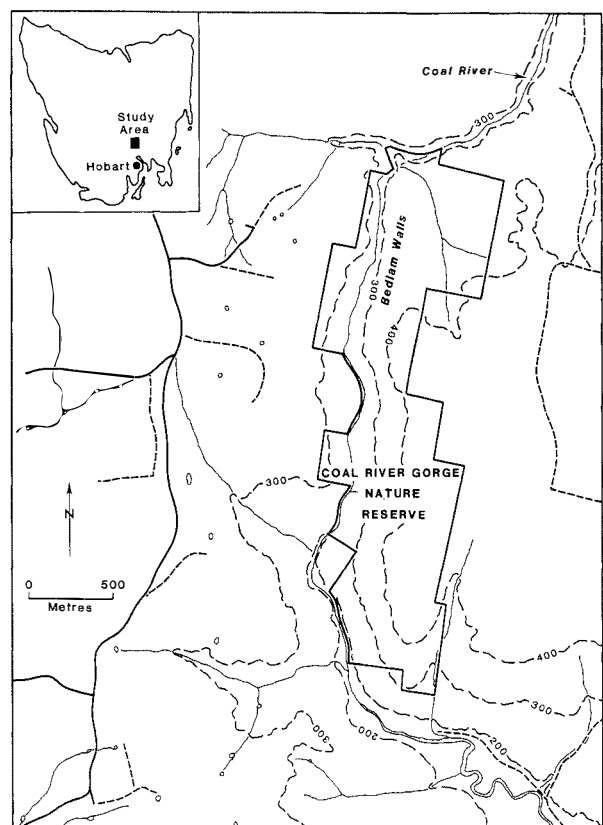 Study
Area
Hobart
Coal River
300
Bedlam Walls
300
400
COAL RIVER GORGE
NATURE
RESERVE
300
N
0 500
Metres
400
300
200
300
200